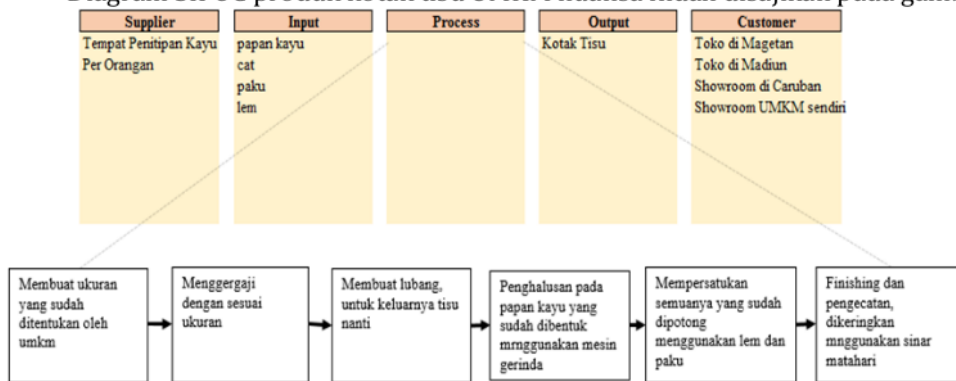 Supplier
Input
Process
Output
Customer
Tempat Penitipan Kayu
Per Orangan
papan kayu
cat
paku
lem
Kotak Tisu
Toko di Magetan
Toko di Madiun
Showroom di Caruban
Showroom UMKM sendiri
Membuat ukuran
yang sudah
ditentukan oleh
umkm
Menggergaji
dengan sesuai
ukuran
Membuat lubang,
untuk keluarnya tisu
nanti
Penghalusan pada
papan kayu yang
sudah dibentuk
mrnggunakan mesin
gerinda
Mempersatukan
semuanya yang sudah
dipotong
menggunakan lem dan
paku
Finishing dan
pengecatan,
dikeringkan
mnggunakan sinar
matahari